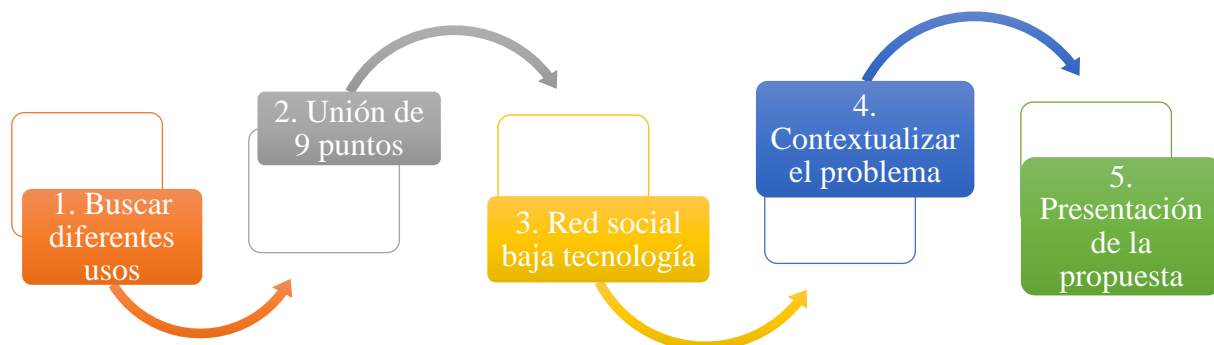 1. Buscar
diferentes
usos
2. Unión de
9 puntos
3. Red social
baja tecnología
4.
Contextualizar
el problema
5.
Presentación
de la
propuesta